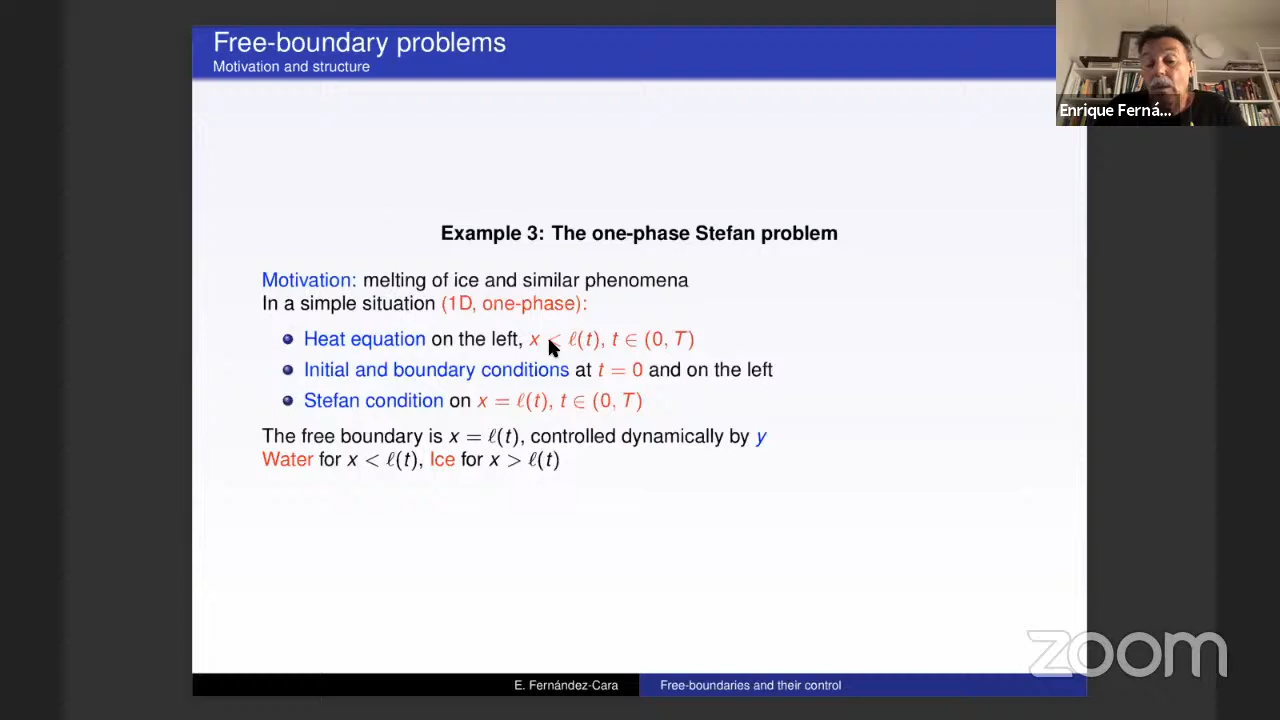 Free-boundary problems
Motivation and structure
Enrique Ferná...
Example 3: The one-phase Stefan problem
Motivation: melting of ice and similar phenomena
In a simple situation (1D, one-phase):
Heat equation on the left, x < ℓ(t), t ∈ (0, T)
Initial and boundary conditions at t = 0 and on the left
Stefan condition on x = ℓ(t), t ∈ (0, T)
The free boundary is x = ℓ(t), controlled dynamically by y
Water for x < ℓ(t), Ice for x > ℓ(t)
zoom
E. Fernández-Cara
Free-boundaries and their control